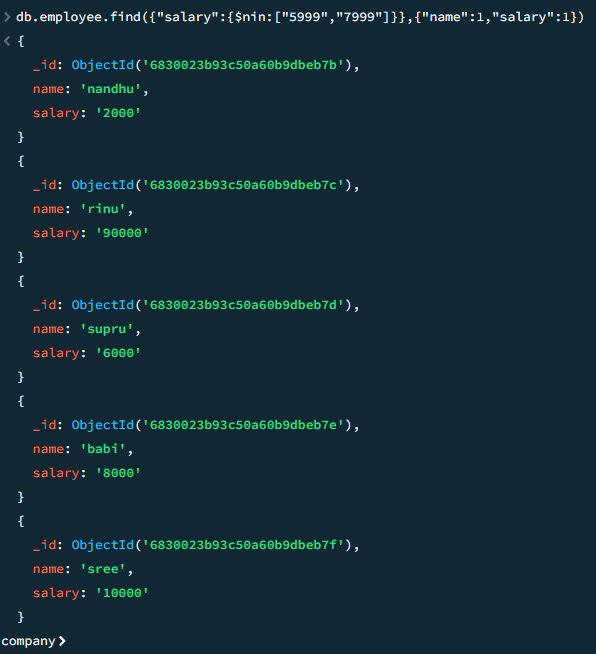 > db.employee.find({"salary":{$nin:["5999","7999"]}},{"name":1,"salary":1})
< {
_id: ObjectId('6830023b93c50a60b9dbeb7b'),
name: 'nandhu',
salary: '2000'
}
{
_id: ObjectId('6830023b93c50a60b9dbeb7c'),
name: 'rinu',
salary: '90000'
}
{
_id: ObjectId('6830023b93c50a60b9dbeb7d'),
name: 'supru',
salary: '6000'
}
{
_id: ObjectId('6830023b93c50a60b9dbeb7e'),
name: 'babi',
salary: '8000'
}
{
_id: ObjectId('6830023b93c50a60b9dbeb7f'),
name: 'sree',
salary: '10000'
}
company>